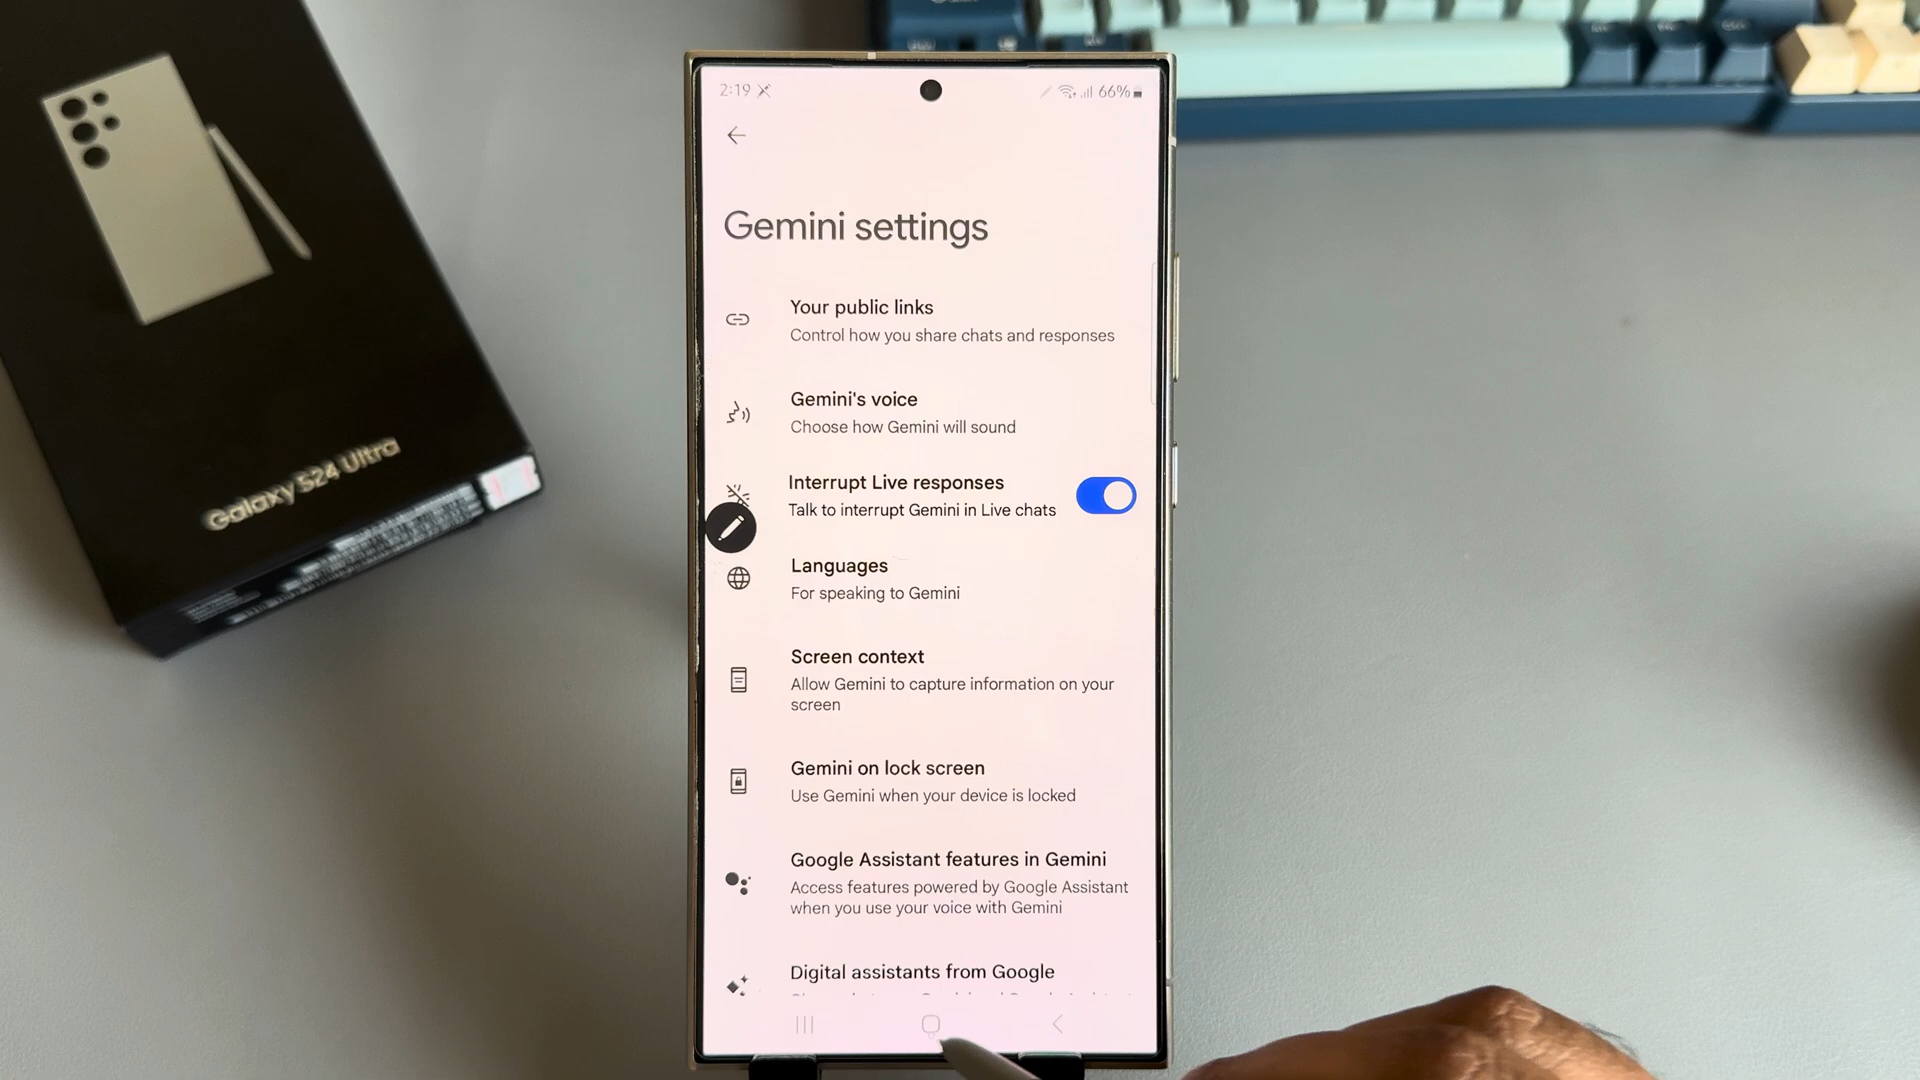 2:19
66%
Gemini settings
Your public links
Control how you share chats and responses
Gemini's voice
Choose how Gemini will sound
Interrupt Live responses
Talk to interrupt Gemini in Live chats
Languages
For speaking to Gemini
Screen context
Allow Gemini to capture information on your
screen
Gemini on lock screen
Use Gemini when your device is locked
Google Assistant features in Gemini
Access features powered by Google Assistant
when you use your voice with Gemini
Digital assistants from Google
Galaxy S24 Ultra